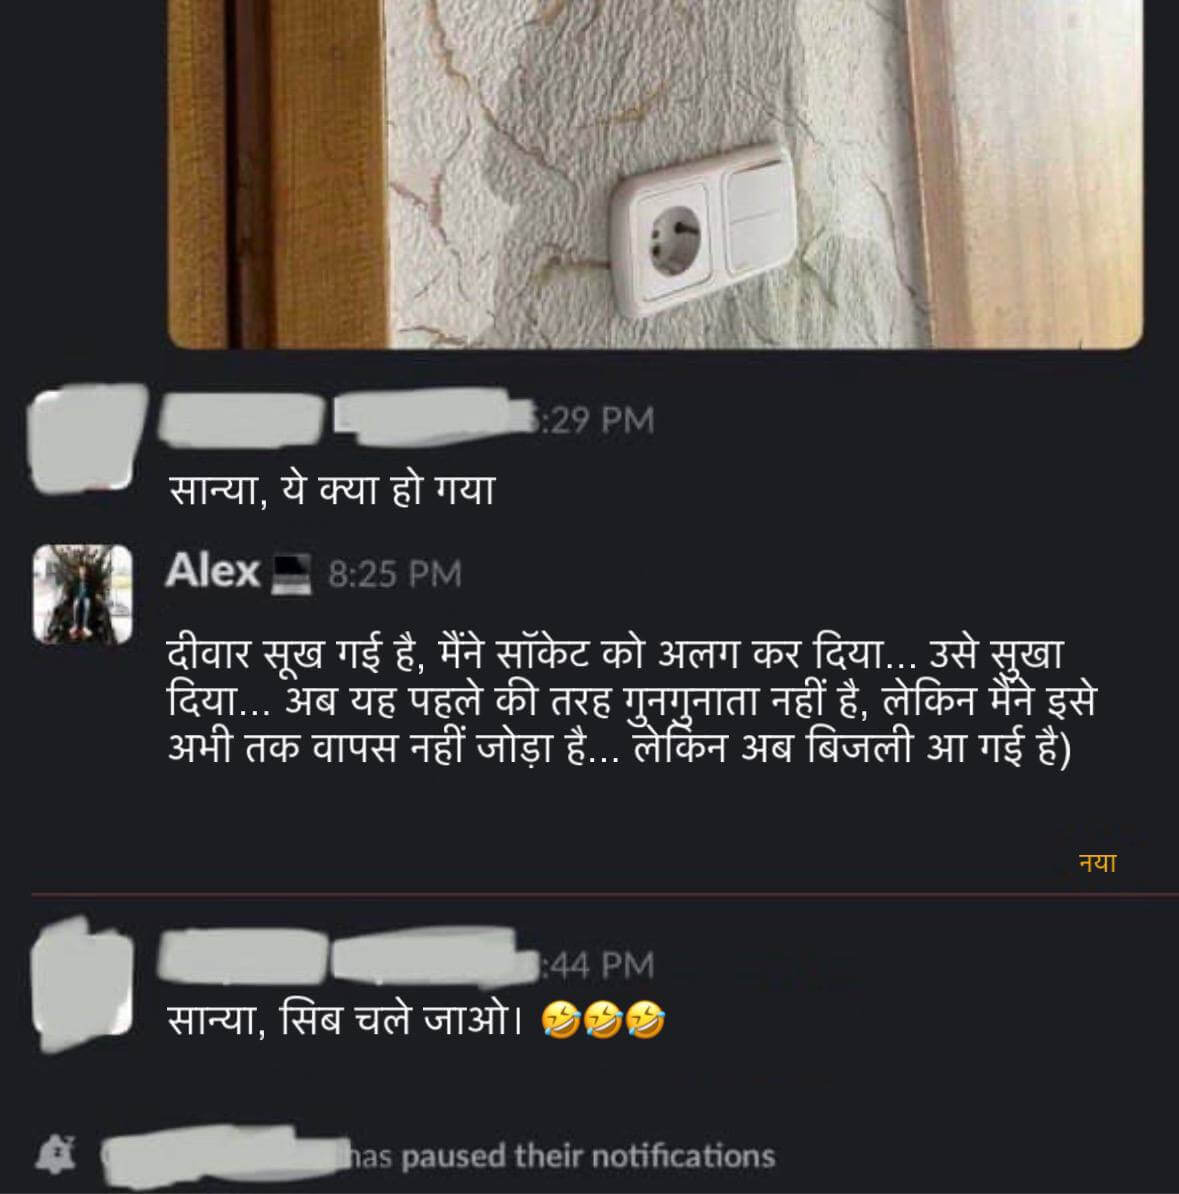 :29 PM
सान्या, ये क्या हो गया
Alex 💻 8:25 PM
दीवार सूख गई है, मैंने सॉकेट को अलग कर दिया... उसे सुखा
दिया... अब यह पहले की तरह गुनगुनाता नहीं है, लेकिन मैंने इसे
अभी तक वापस नहीं जोड़ा है... लेकिन अब बिजली आ गई है)
नया
:44 PM
सान्या, सिब चले जाओ। 🤣🤣🤣
has paused their notifications